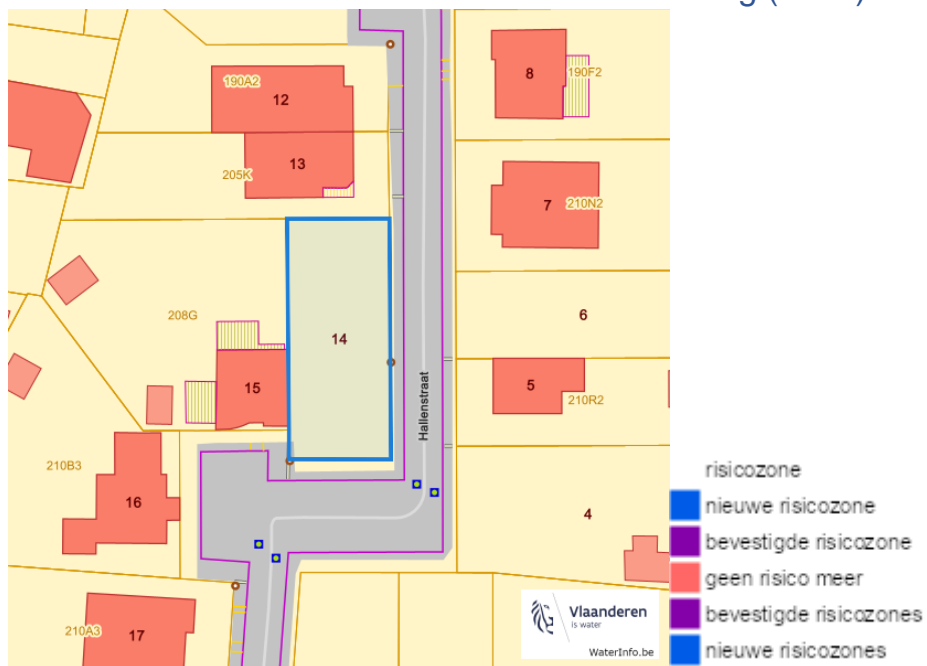 8
190F2
190A2
12
13
205K
7
210N2
208G
14
6
15
5
210R2
Hallenstraat
210B3
16
4
210A3
17
Vlaanderen
is water
WaterInfo.be
risicozone
nieuwe risicozone
bevestigde risicozone
geen risico meer
bevestigde risicozones
nieuwe risicozones